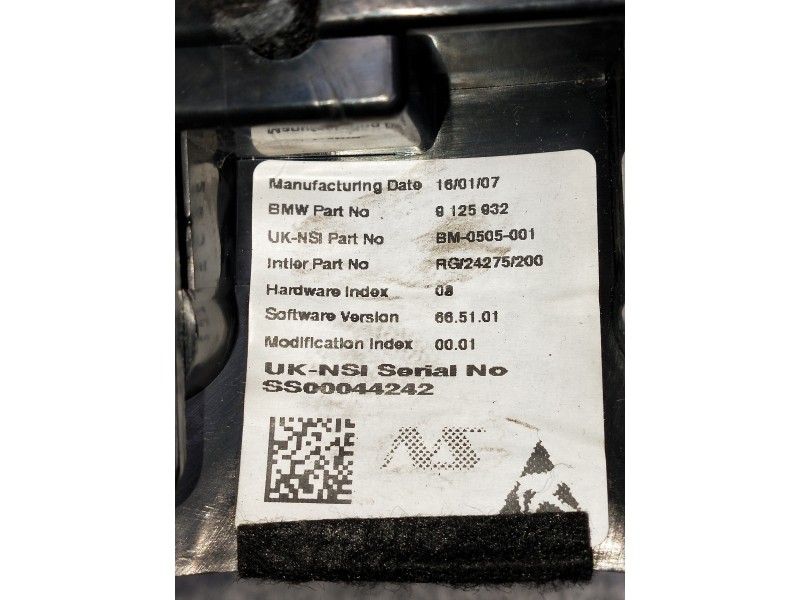 Manufacturing Date 16/01/07
BMW Part No 9 125 932
UK-NSI Part No BM-0505-001
Intier Part No RG/24275/200
Hardware Index 08
Software Version 66.51.01
Modification Index 00.01
UK-NSI Serial No
SS00044242
NS